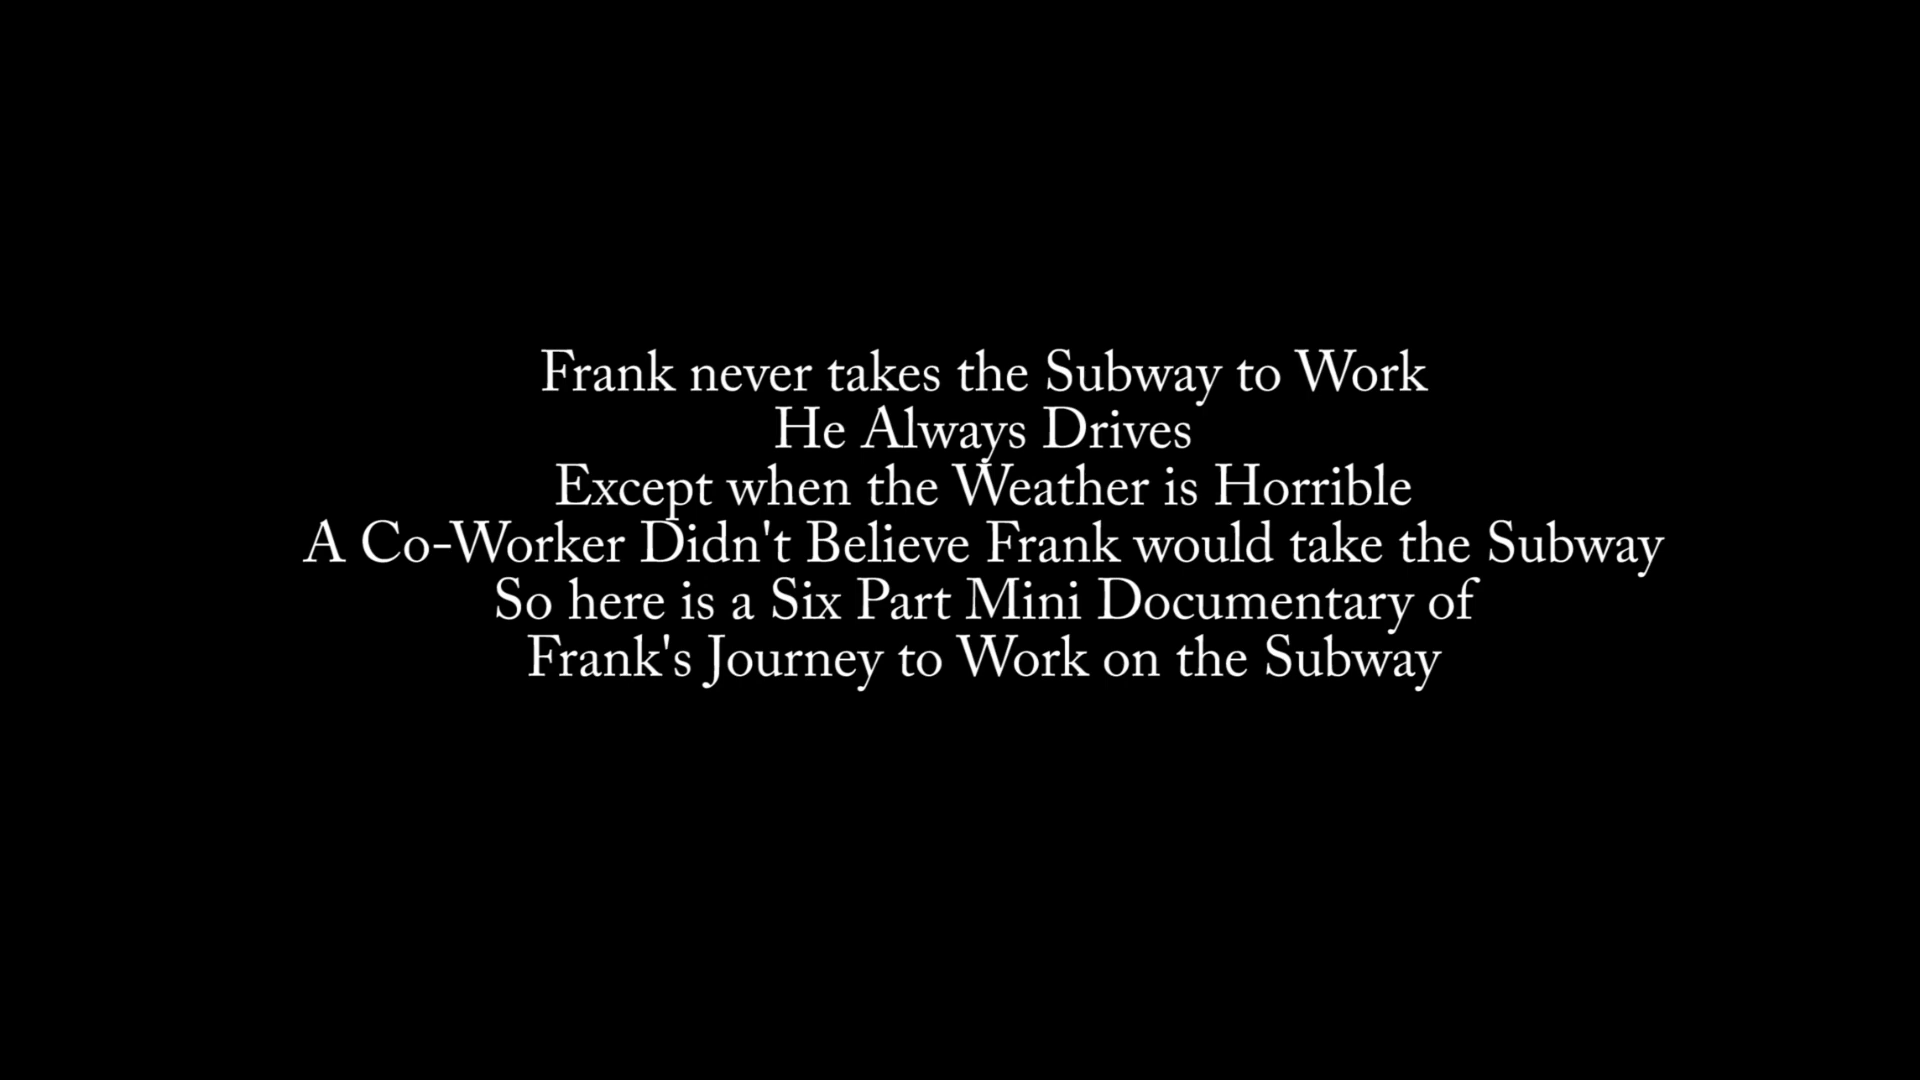 Frank never takes the Subway to Work
He Always Drives
Except when the Weather is Horrible
A Co-Worker Didn't Believe Frank would take the Subway
So here is a Six Part Mini Documentary of
Frank's Journey to Work on the Subway